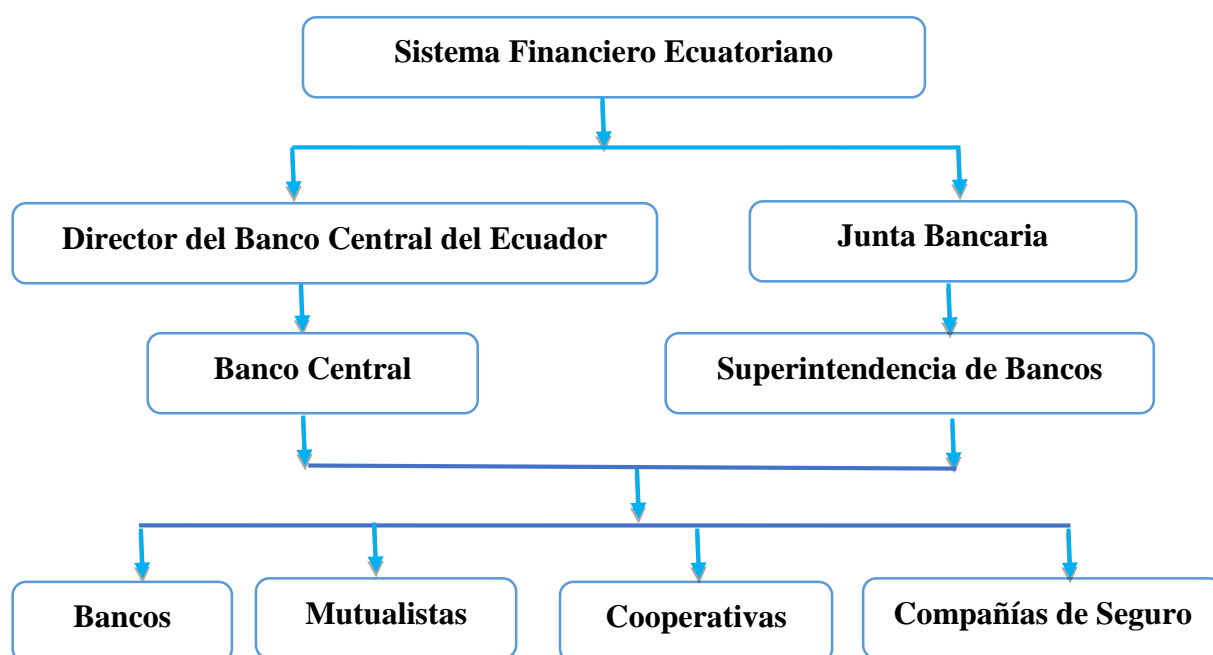 Sistema Financiero Ecuatoriano
Director del Banco Central del Ecuador
Junta Bancaria
Banco Central
Superintendencia de Bancos
Bancos
Mutualistas
Cooperativas
Compañías de Seguro